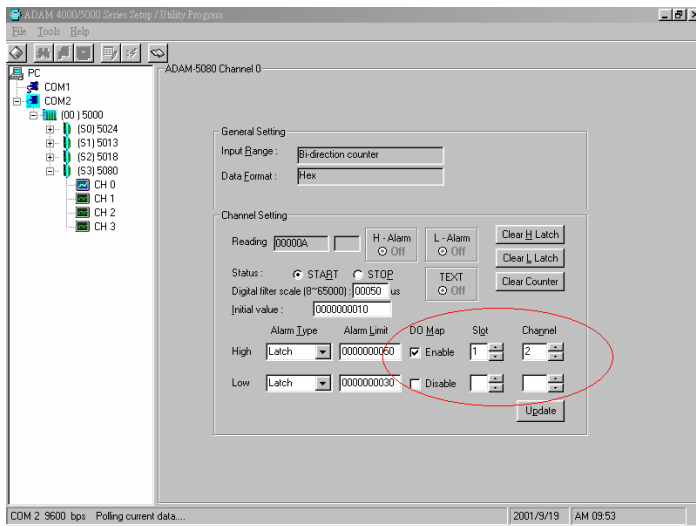 ADAM 4000/5000 Series Setup / Utility Program
File Tools Help
PC
COM1
COM2
(00 ) 5000
(S0) 5024
(S1) 5013
(S2) 5018
(S3) 5080
CH 0
CH 1
CH 2
CH 3
ADAM-5080 Channel 0
General Setting
Input Range : Bi-direction counter
Data Format : Hex
Channel Setting
Reading 00000A
H - Alarm
Off
L - Alarm
Off
Clear H Latch
Clear L Latch
Clear Counter
Status : START STOP
TEXT
Off
Digital filter scale (8~65000) : 00050 us
Initial value : 0000000010
Alarm Type Alarm Limit DO Map Slot Channel
High Latch 0000000050 Enable 1 2
Low Latch 0000000030 Disable
Update
COM 2 9600 bps Polling current data.... 2001/9/19 AM 09:53